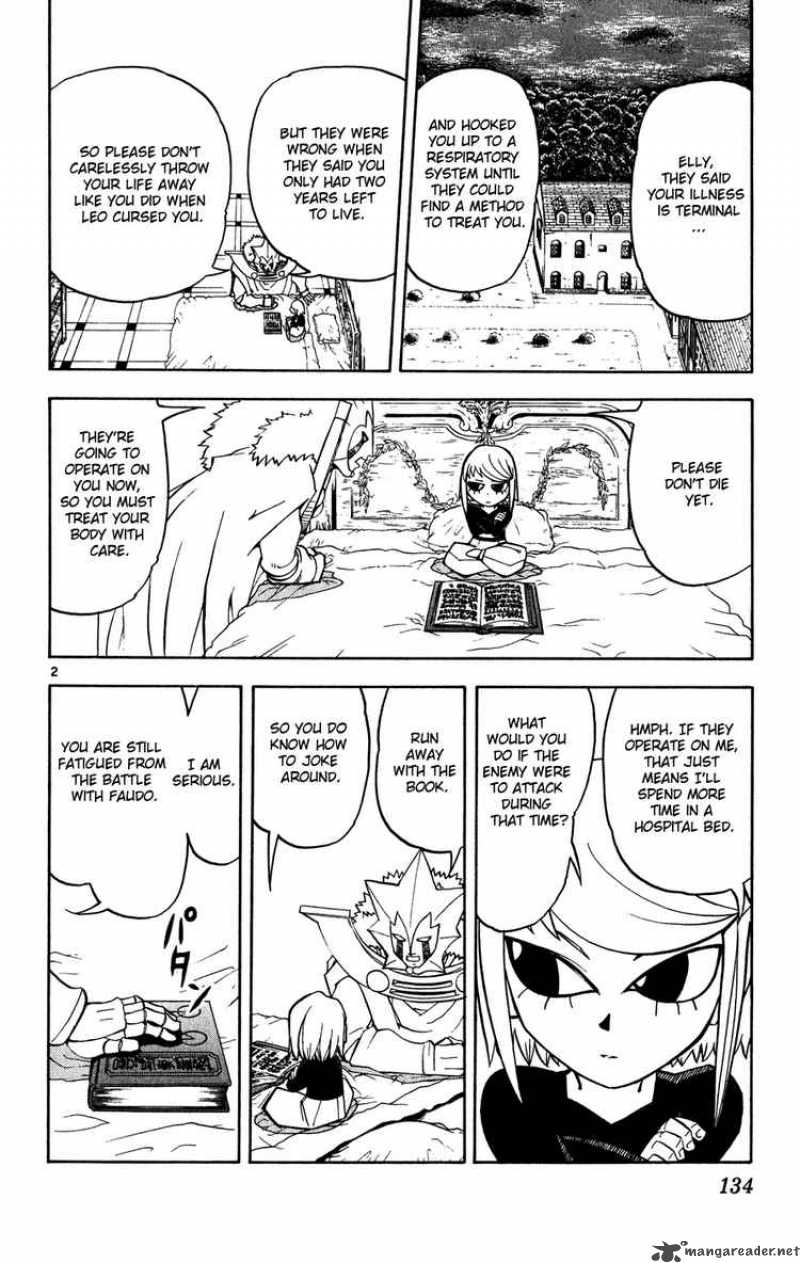 ELLY,
THEY SAID
YOUR ILLNESS
IS TERMINAL
...
AND HOOKED
YOU UP TO A
RESPIRATORY
SYSTEM UNTIL
THEY COULD
FIND A METHOD
TO TREAT YOU.
BUT THEY WERE
WRONG WHEN
THEY SAID YOU
ONLY HAD TWO
YEARS LEFT
TO LIVE.
SO PLEASE DON'T
CARELESSLY THROW
YOUR LIFE AWAY
LIKE YOU DID WHEN
LEO CURSED YOU.
PLEASE
DON'T DIE
YET.
THEY'RE
GOING TO
OPERATE ON
YOU NOW,
SO YOU MUST
TREAT YOUR
BODY WITH
CARE.
2
HMPH. IF THEY
OPERATE ON ME,
THAT JUST
MEANS I'LL
SPEND MORE
TIME IN A
HOSPITAL BED.
WHAT
WOULD YOU
DO IF THE
ENEMY WERE
TO ATTACK
DURING
THAT TIME?
RUN
AWAY
WITH THE
BOOK.
SO YOU DO
KNOW HOW
TO JOKE
AROUND.
I AM
SERIOUS.
YOU ARE STILL
FATIGUED FROM
THE BATTLE
WITH FAUDO.
パタン
134
mangareader.net